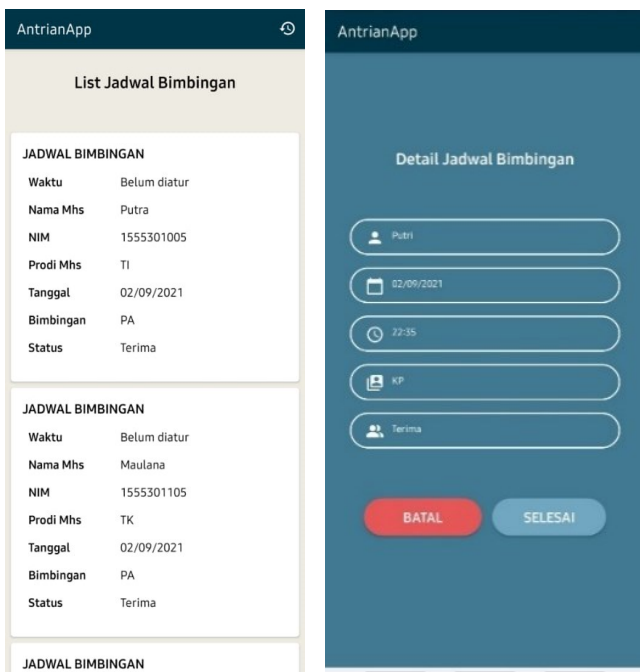 AntrianApp
List Jadwal Bimbingan
JADWAL BIMBINGAN
Waktu Belum diatur
Nama Mhs Putra
NIM 1555301005
Prodi Mhs TI
Tanggal 02/09/2021
Bimbingan PA
Status Terima
JADWAL BIMBINGAN
Waktu Belum diatur
Nama Mhs Maulana
NIM 1555301105
Prodi Mhs TK
Tanggal 02/09/2021
Bimbingan PA
Status Terima
JADWAL BIMBINGAN
AntrianApp
Detail Jadwal Bimbingan
Putri
02/09/2021
22:35
KP
Terima
BATAL SELESAI